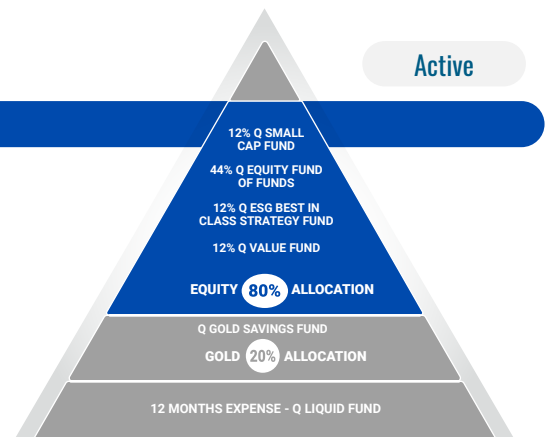 Active
12% Q SMALL
CAP FUND
44% Q EQUITY FUND
OF FUNDS
12% Q ESG BEST IN
CLASS STRATEGY FUND
12% Q VALUE FUND
EQUITY 80% ALLOCATION
Q GOLD SAVINGS FUND
GOLD 20% ALLOCATION
12 MONTHS EXPENSE - Q LIQUID FUND